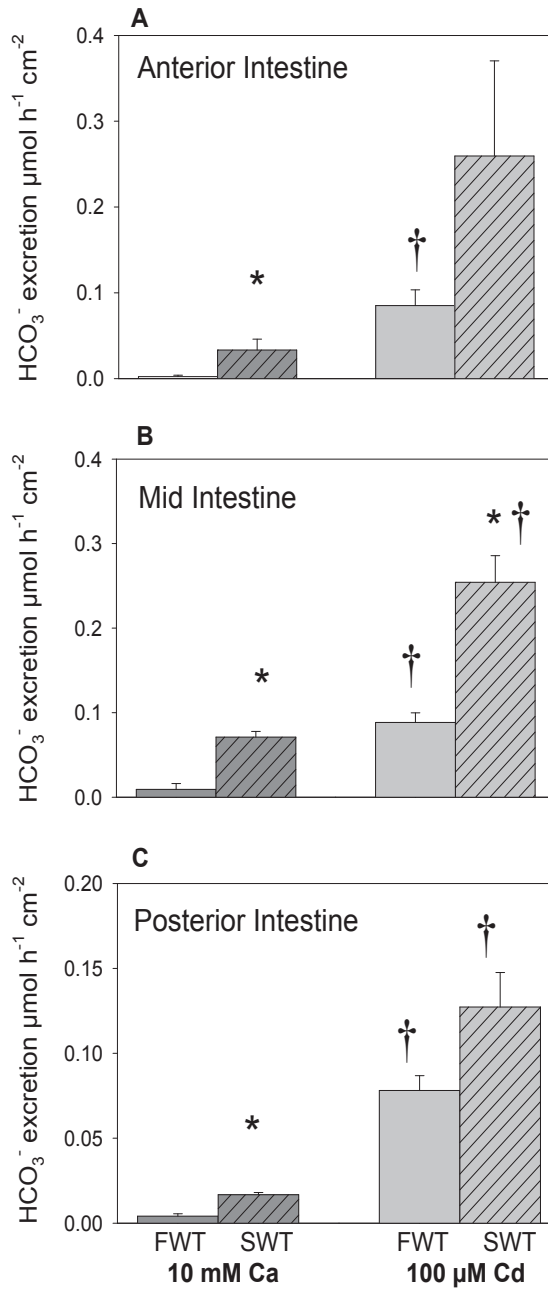 A
Anterior Intestine
HCO₃⁻ excretion µmol h⁻¹ cm⁻²
0.4
0.3
0.2
0.1
0.0
*
†
B
Mid Intestine
HCO₃⁻ excretion µmol h⁻¹ cm⁻²
0.4
0.3
0.2
0.1
0.0
*
†
* †
C
Posterior Intestine
HCO₃⁻ excretion µmol h⁻¹ cm⁻²
0.20
0.15
0.10
0.05
0.00
*
†
†
FWT SWT FWT SWT
10 mM Ca 100 µM Cd